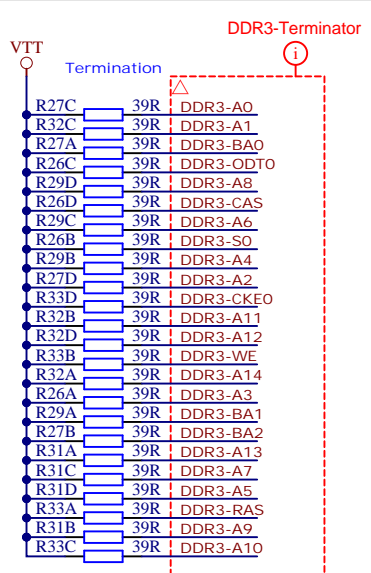 DDR3-Terminator
i
VTT
Termination
R27C 39R DDR3-A0
R32C 39R DDR3-A1
R27A 39R DDR3-BA0
R26C 39R DDR3-ODT0
R29D 39R DDR3-A8
R26D 39R DDR3-CAS
R29C 39R DDR3-A6
R26B 39R DDR3-S0
R29B 39R DDR3-A4
R27D 39R DDR3-A2
R33D 39R DDR3-CKE0
R32B 39R DDR3-A11
R32D 39R DDR3-A12
R33B 39R DDR3-WE
R32A 39R DDR3-A14
R26A 39R DDR3-A3
R29A 39R DDR3-BA1
R27B 39R DDR3-BA2
R31A 39R DDR3-A13
R31C 39R DDR3-A7
R31D 39R DDR3-A5
R33A 39R DDR3-RAS
R31B 39R DDR3-A9
R33C 39R DDR3-A10